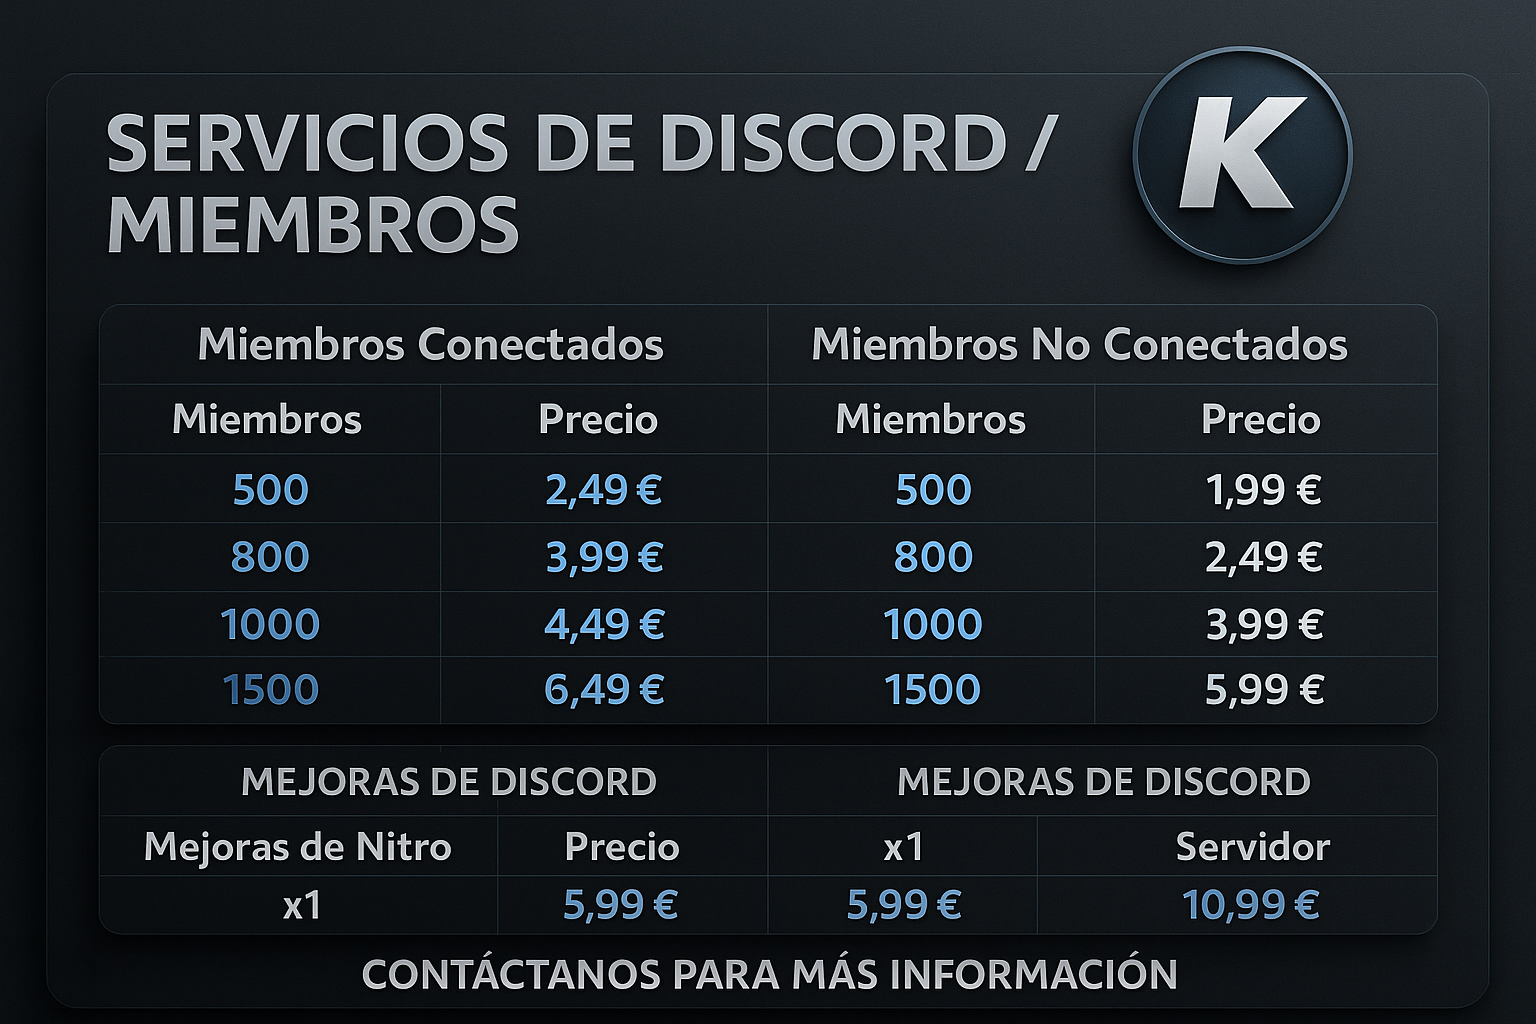 SERVICIOS DE DISCORD /
MIEMBROS
K
Miembros Conectados Miembros No Conectados
Miembros Precio Miembros Precio
500 2,49 € 500 1,99 €
800 3,99 € 800 2,49 €
1000 4,49 € 1000 3,99 €
1500 6,49 € 1500 5,99 €
MEJORAS DE DISCORD MEJORAS DE DISCORD
Mejoras de Nitro Precio x1 Servidor
x1 5,99 € 5,99 € 10,99 €
CONTÁCTANOS PARA MÁS INFORMACIÓN